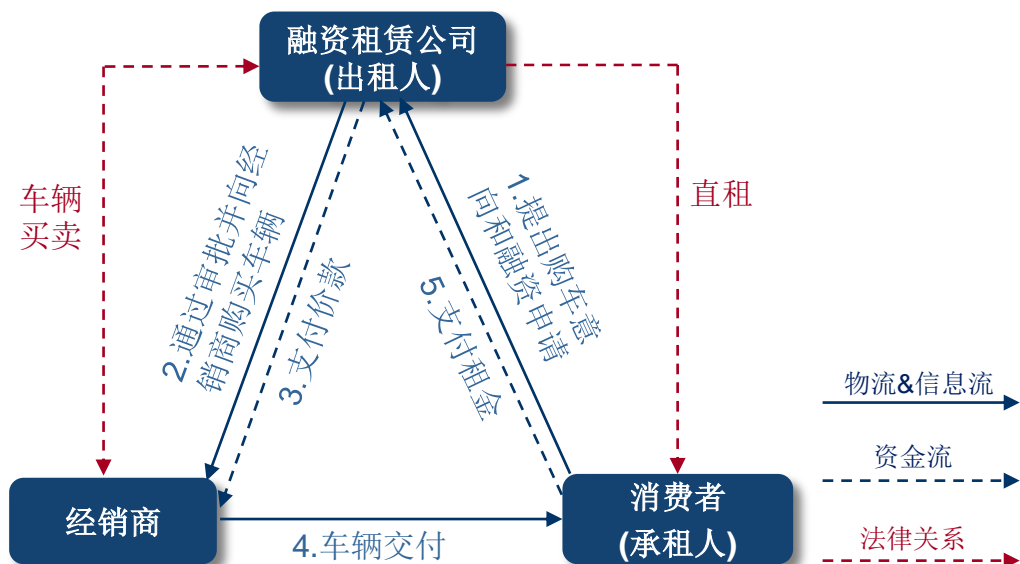 融资租赁公司
(出租人)
车辆
买卖
直租
2.通过审批并向经
销商购买车辆
3.支付价款
1.提出购车意
向和融资申请
5.支付租金
物流&信息流
资金流
法律关系
经销商
4.车辆交付
消费者
(承租人)